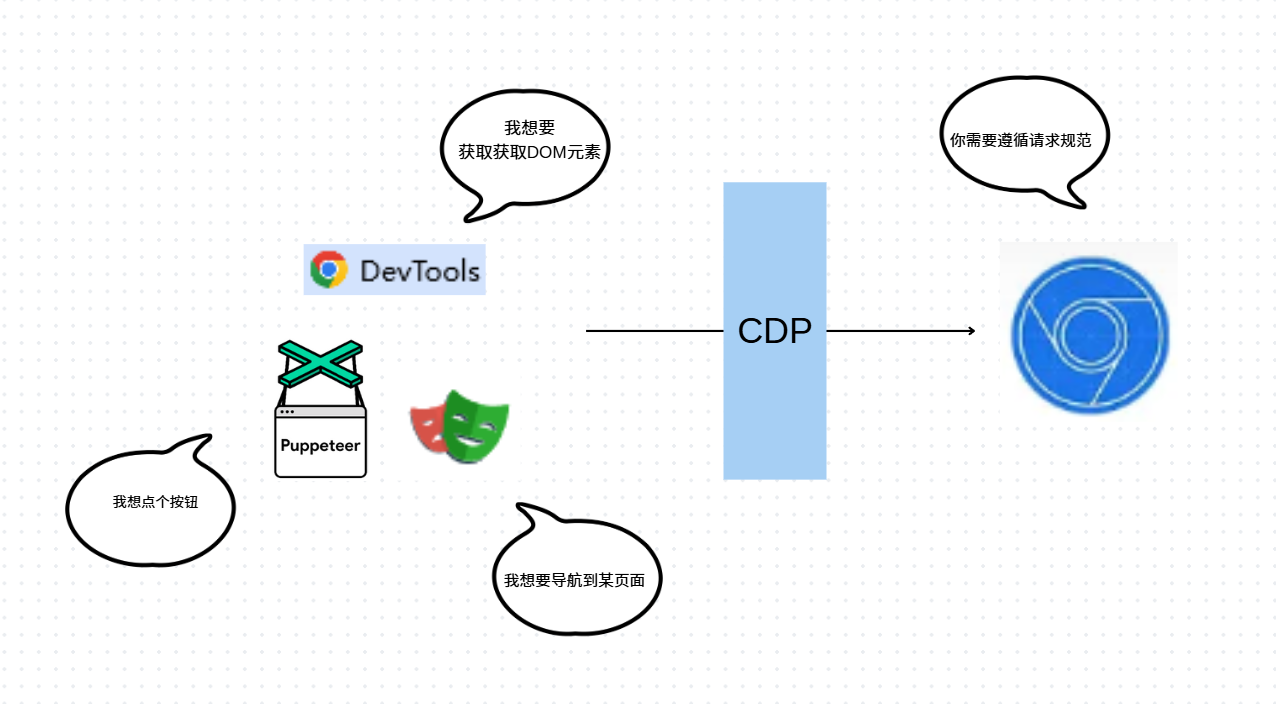 我想要
获取获取DOM元素
你需要遵循请求规范
DevTools
CDP
Puppeteer
我想点个按钮
我想要导航到某页面